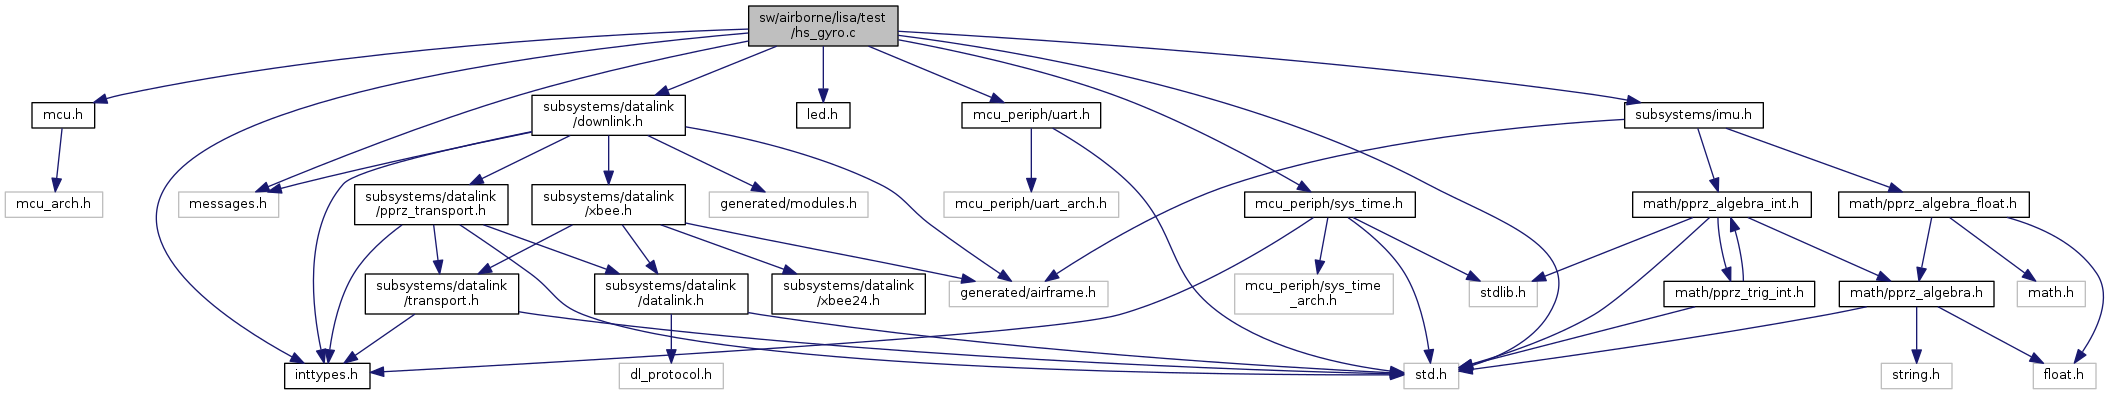 sw/airborne/lisa/test
/hs_gyro.c
mcu.h
subsystems/datalink
/downlink.h
led.h
mcu_periph/uart.h
subsystems/imu.h
mcu_arch.h
messages.h
subsystems/datalink
/pprz_transport.h
subsystems/datalink
/xbee.h
generated/modules.h
mcu_periph/uart_arch.h
mcu_periph/sys_time.h
math/pprz_algebra_int.h
math/pprz_algebra_float.h
subsystems/datalink
/transport.h
subsystems/datalink
/datalink.h
subsystems/datalink
/xbee24.h
generated/airframe.h
mcu_periph/sys_time
_arch.h
stdlib.h
math/pprz_trig_int.h
math/pprz_algebra.h
math.h
inttypes.h
dl_protocol.h
std.h
string.h
float.h